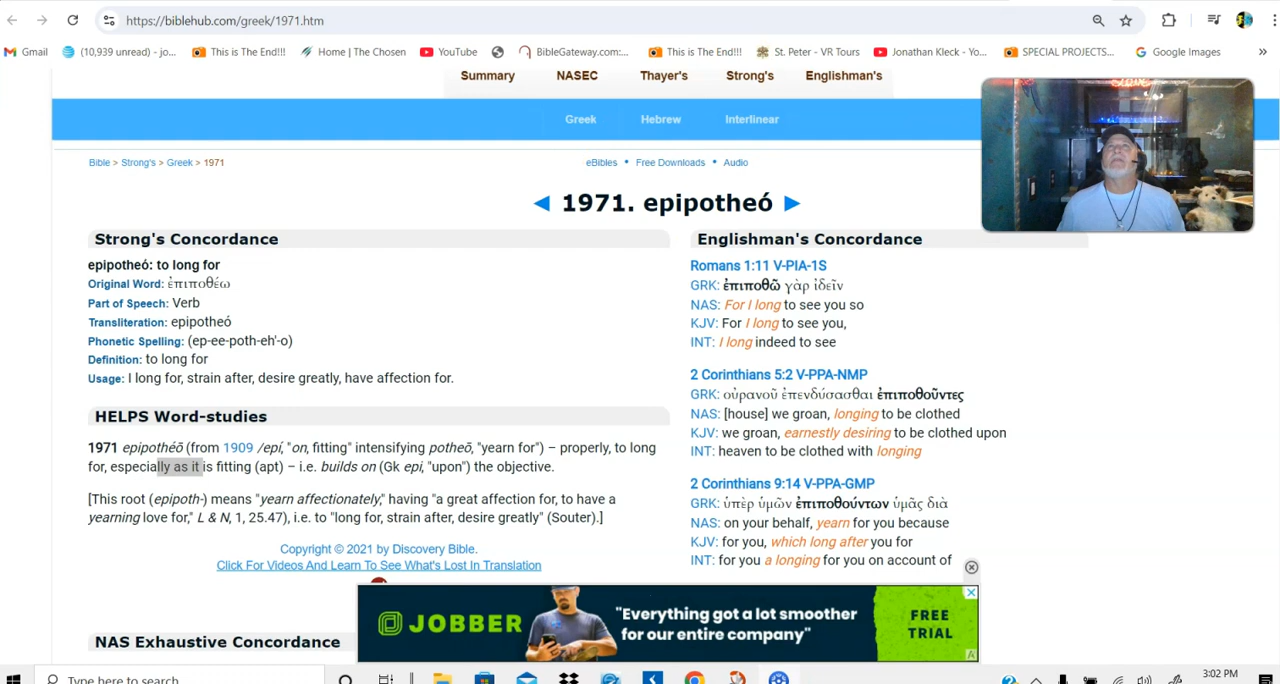 https://biblehub.com/greek/1971.htm
Gmail
(10,939 unread) - jo...
This is The End!!!
Home | The Chosen
YouTube
BibleGateway.com:...
This is The End!!!
St. Peter - VR Tours
Jonathan Kleck - Yo...
SPECIAL PROJECTS...
Google Images
»
Summary NASEC Thayer's Strong's Englishman's
Greek Hebrew Interlinear
Bible > Strong's > Greek > 1971
eBibles • Free Downloads • Audio
◄ 1971. epipotheó ►
Strong's Concordance
epipotheó: to long for
Original Word: ἐπιποθέω
Part of Speech: Verb
Transliteration: epipotheó
Phonetic Spelling: (ep-ee-poth-eh'-o)
Definition: to long for
Usage: I long for, strain after, desire greatly, have affection for.
HELPS Word-studies
1971 epipothéō (from 1909 /epí, "on, fitting" intensifying potheō, "yearn for") – properly, to long
for, especially as it is fitting (apt) – i.e. builds on (Gk epi, "upon") the objective.
[This root (epipoth-) means "yearn affectionately," having "a great affection for, to have a
yearning love for," L & N, 1, 25.47), i.e. to "long for, strain after, desire greatly" (Souter).]
Copyright © 2021 by Discovery Bible.
Click For Videos And Learn To See What's Lost In Translation
NAS Exhaustive Concordance
Englishman's Concordance
Romans 1:11 V-PIA-1S
GRK: ἐπιποθῶ γὰρ ἰδεῖν
NAS: For I long to see you so
KJV: For I long to see you,
INT: I long indeed to see
2 Corinthians 5:2 V-PPA-NMP
GRK: οὐρανοῦ ἐπενδύσασθαι ἐπιποθοῦντες
NAS: [house] we groan, longing to be clothed
KJV: we groan, earnestly desiring to be clothed upon
INT: heaven to be clothed with longing
2 Corinthians 9:14 V-PPA-GMP
GRK: ὑπὲρ ὑμῶν ἐπιποθούντων ὑμᾶς διὰ
NAS: on your behalf, yearn for you because
KJV: for you, which long after you for
INT: for you a longing for you on account of
JOBBER
"Everything got a lot smoother
for our entire company"
FREE
TRIAL
Type here to search
3:02 PM